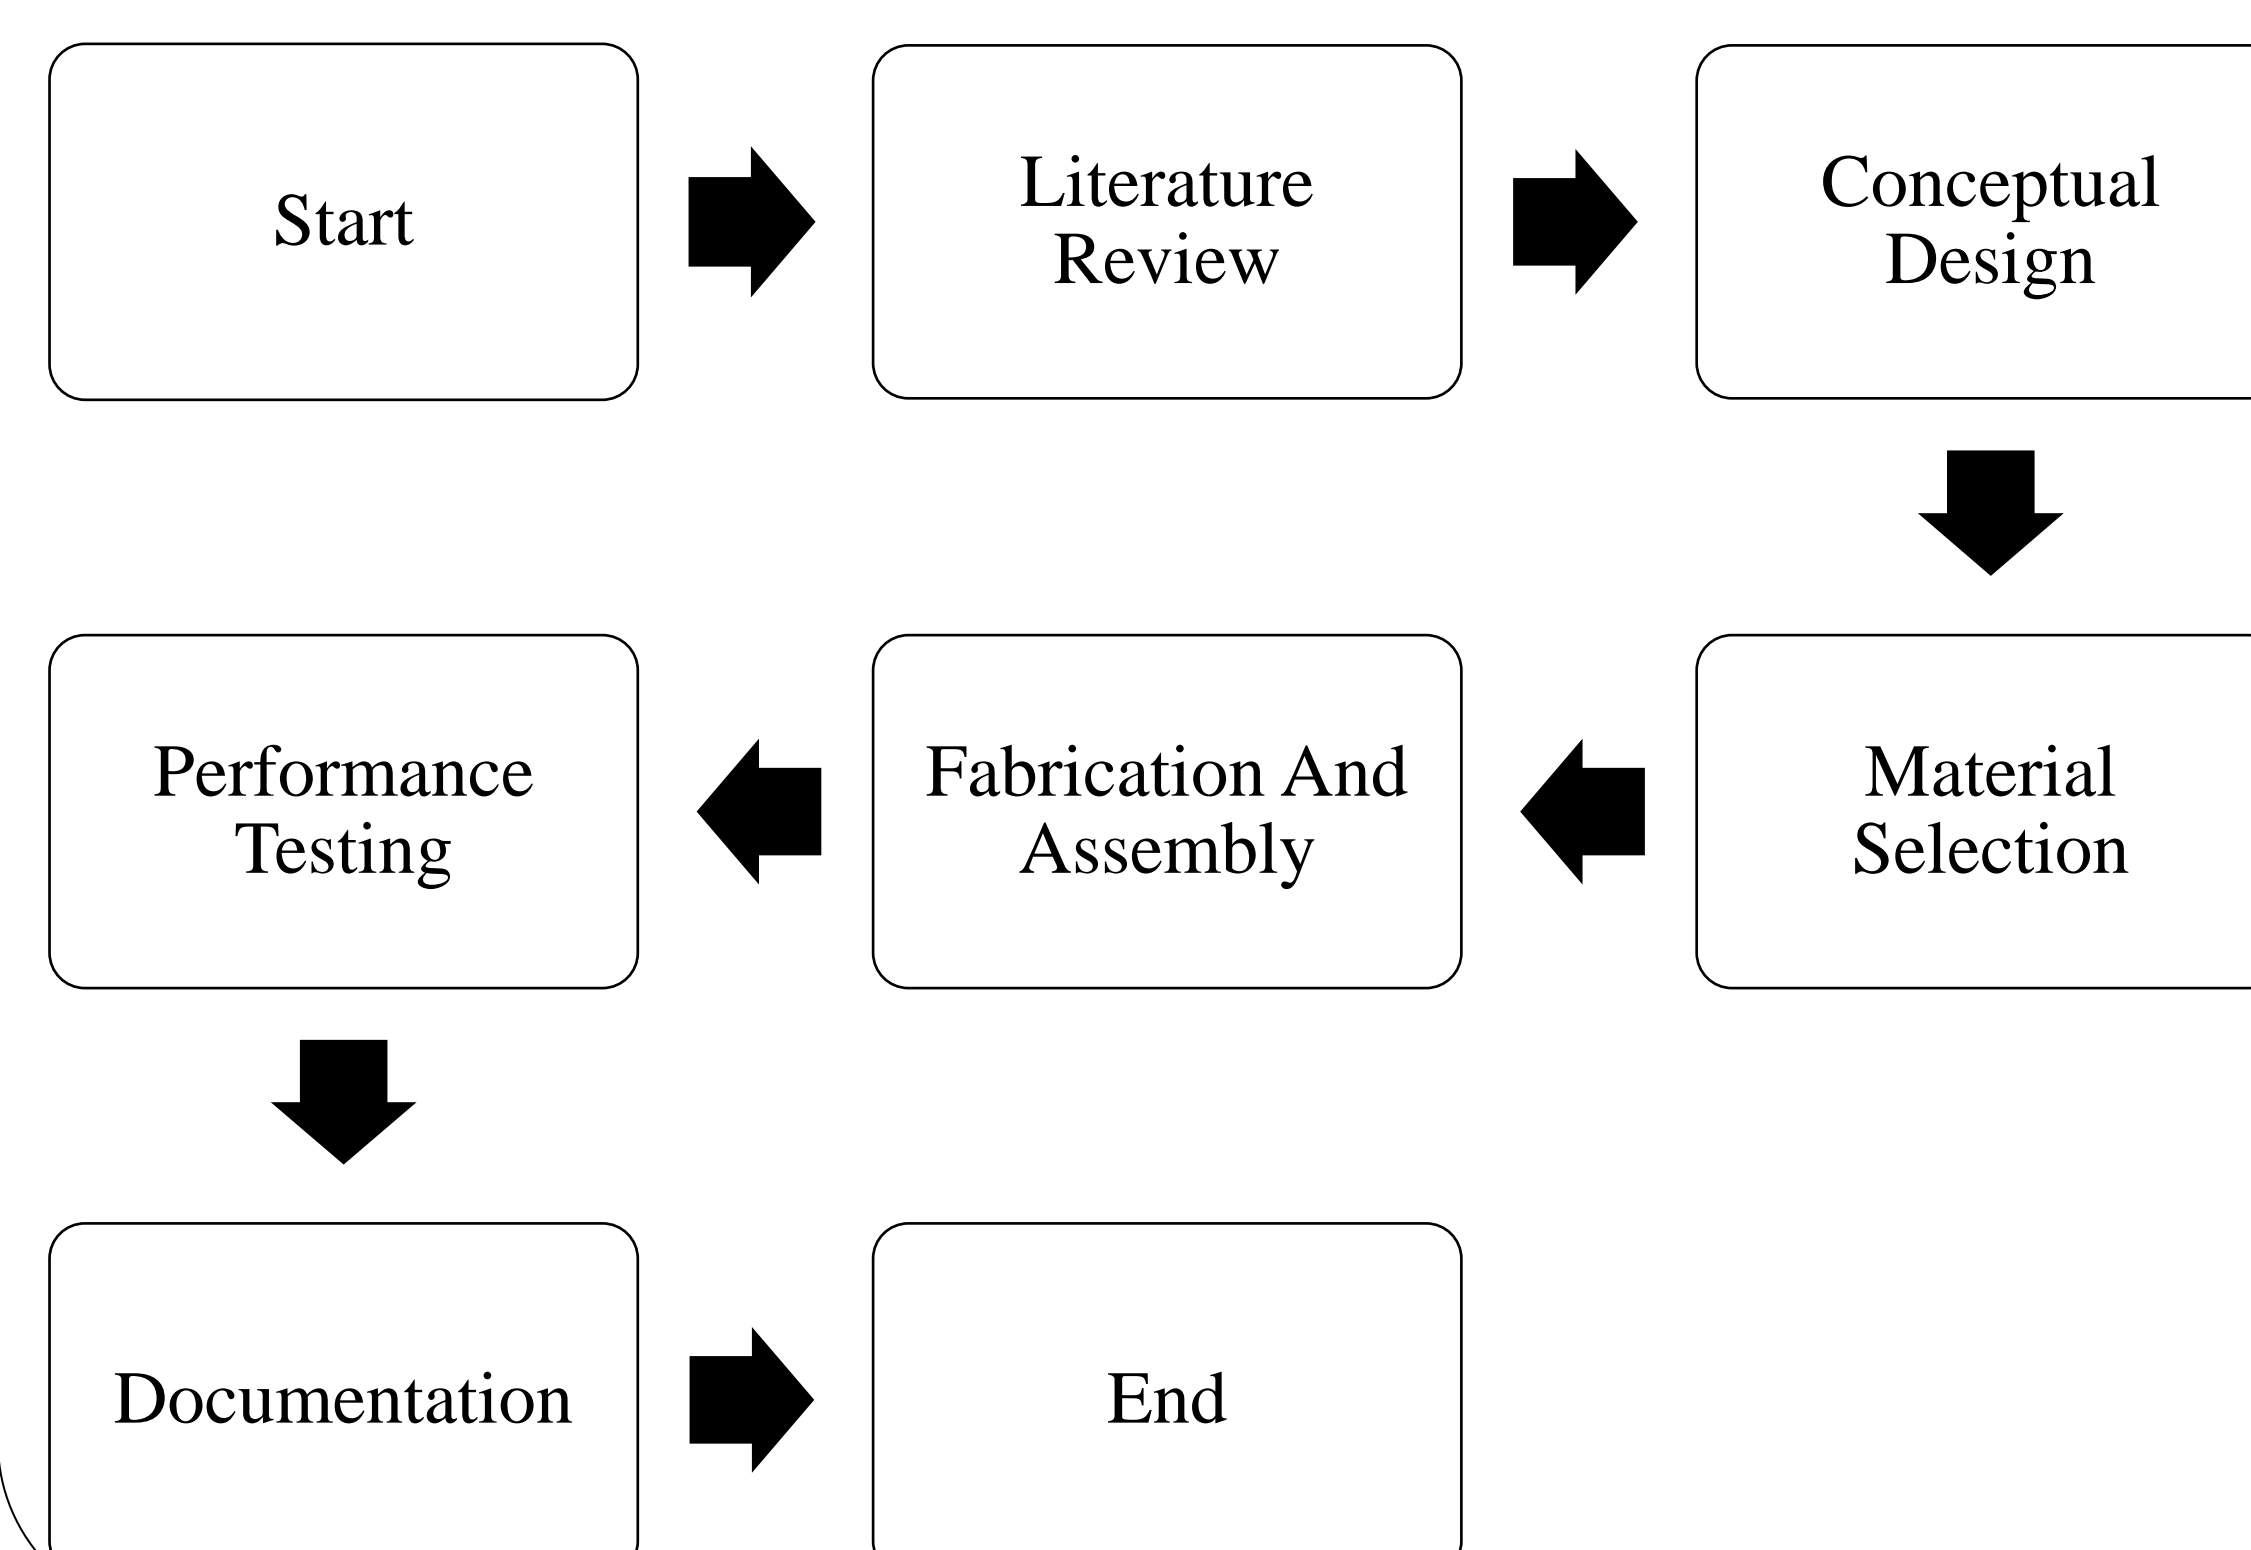 Start
Literature
Review
Conceptual
Design
Material
Selection
Fabrication And
Assembly
Performance
Testing
Documentation
End